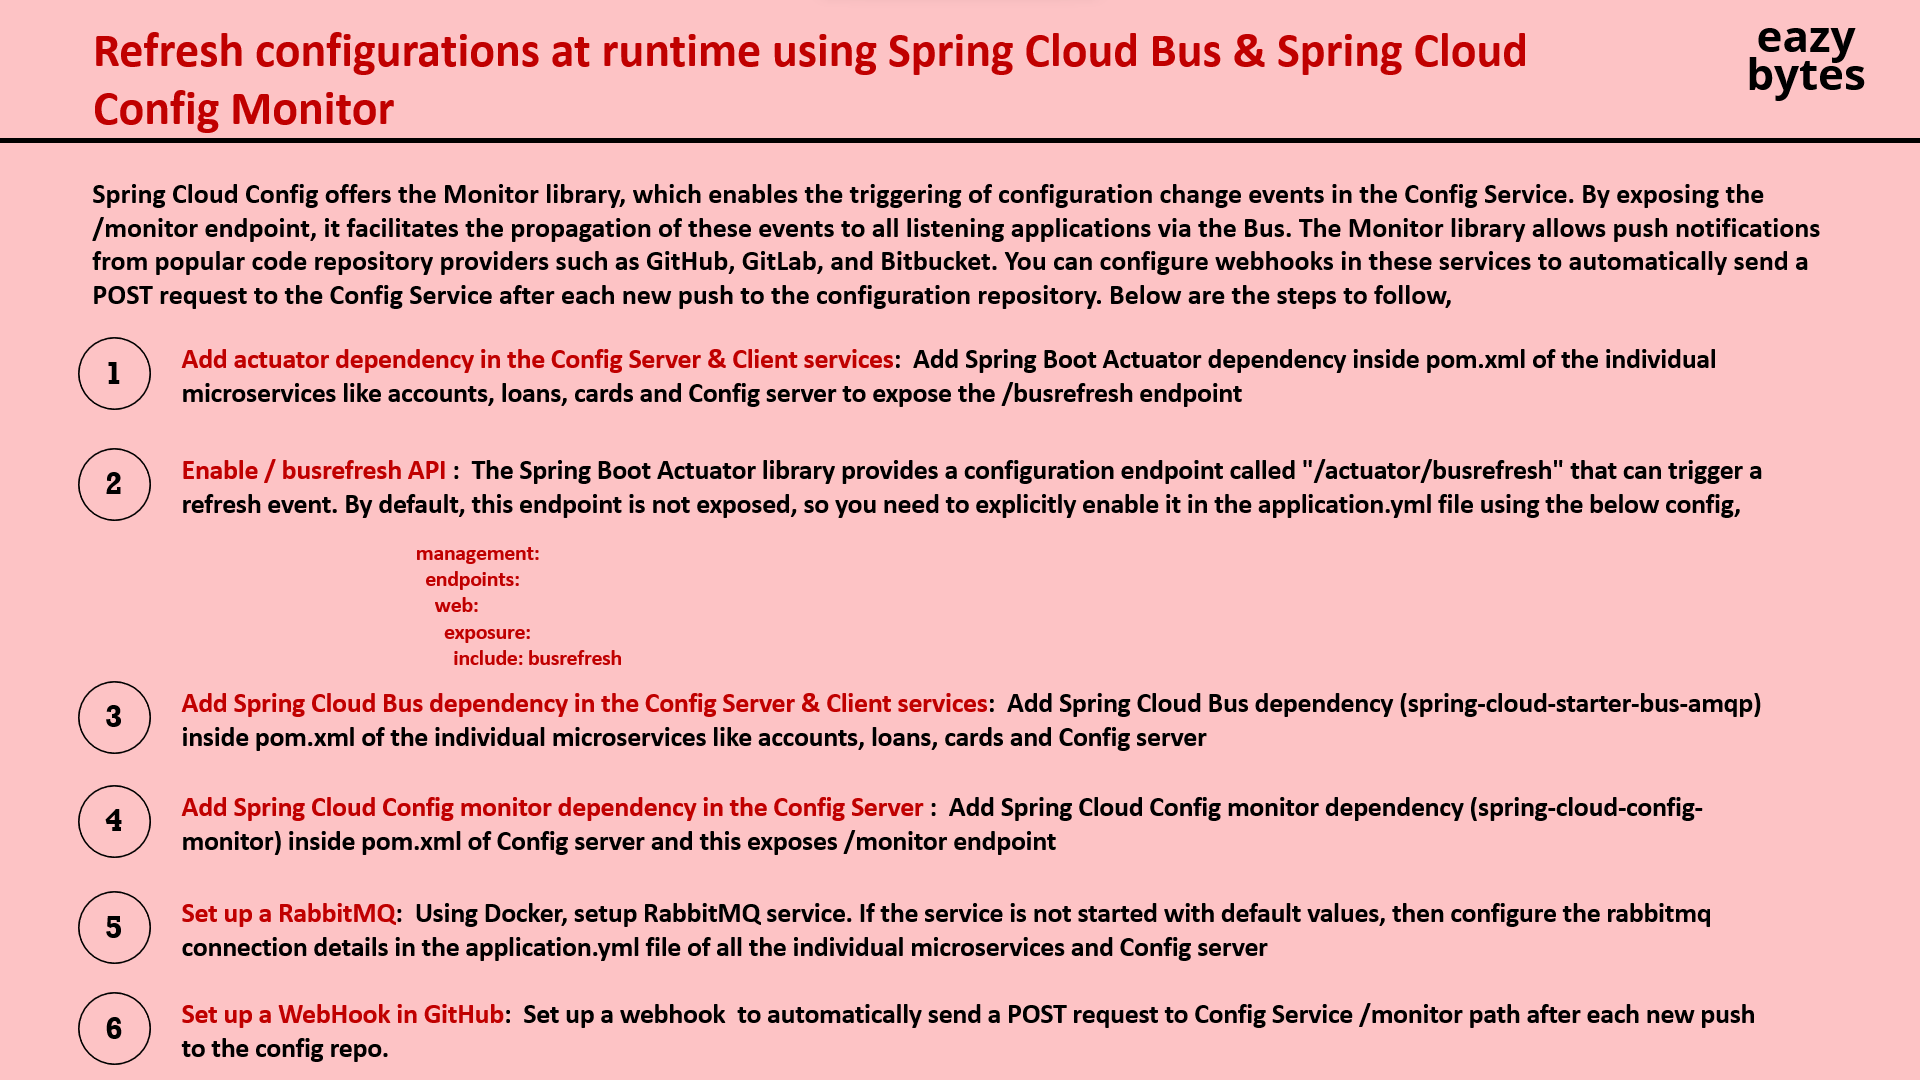 Refresh configurations at runtime using Spring Cloud Bus & Spring Cloud
Config Monitor
eazy
bytes
Spring Cloud Config offers the Monitor library, which enables the triggering of configuration change events in the Config Service. By exposing the
/monitor endpoint, it facilitates the propagation of these events to all listening applications via the Bus. The Monitor library allows push notifications
from popular code repository providers such as GitHub, GitLab, and Bitbucket. You can configure webhooks in these services to automatically send a
POST request to the Config Service after each new push to the configuration repository. Below are the steps to follow,
1
Add actuator dependency in the Config Server & Client services:  Add Spring Boot Actuator dependency inside pom.xml of the individual
microservices like accounts, loans, cards and Config server to expose the /busrefresh endpoint
2
Enable / busrefresh API :  The Spring Boot Actuator library provides a configuration endpoint called "/actuator/busrefresh" that can trigger a
refresh event. By default, this endpoint is not exposed, so you need to explicitly enable it in the application.yml file using the below config,
management:
endpoints:
web:
exposure:
include: busrefresh
3
Add Spring Cloud Bus dependency in the Config Server & Client services:  Add Spring Cloud Bus dependency (spring-cloud-starter-bus-amqp)
inside pom.xml of the individual microservices like accounts, loans, cards and Config server
4
Add Spring Cloud Config monitor dependency in the Config Server :  Add Spring Cloud Config monitor dependency (spring-cloud-config-
monitor) inside pom.xml of Config server and this exposes /monitor endpoint
5
Set up a RabbitMQ:  Using Docker, setup RabbitMQ service. If the service is not started with default values, then configure the rabbitmq
connection details in the application.yml file of all the individual microservices and Config server
6
Set up a WebHook in GitHub:  Set up a webhook  to automatically send a POST request to Config Service /monitor path after each new push
to the config repo.